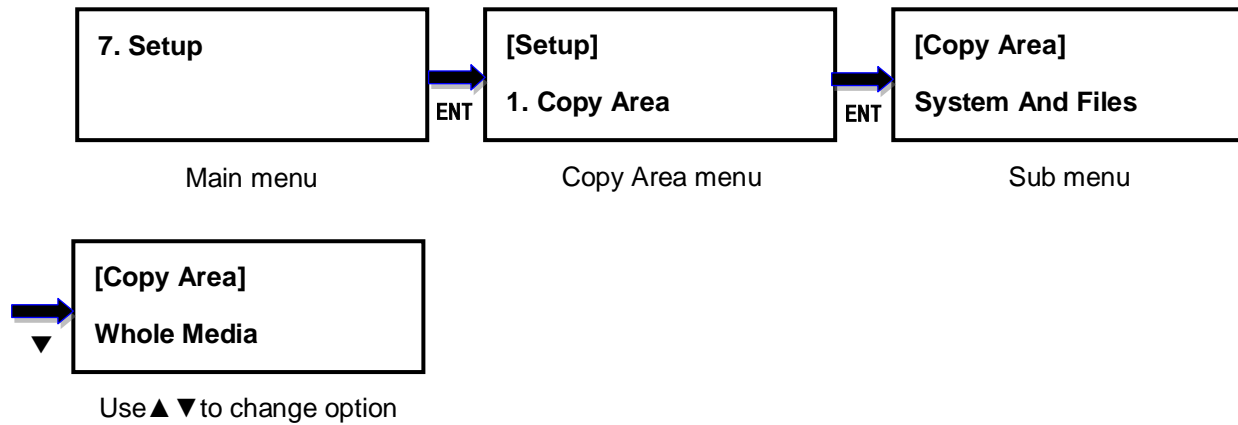 7. Setup
ENT
[Setup]
1. Copy Area
ENT
[Copy Area]
System And Files
Main menu
Copy Area menu
Sub menu
▼
[Copy Area]
Whole Media
Use▲ ▼to change option